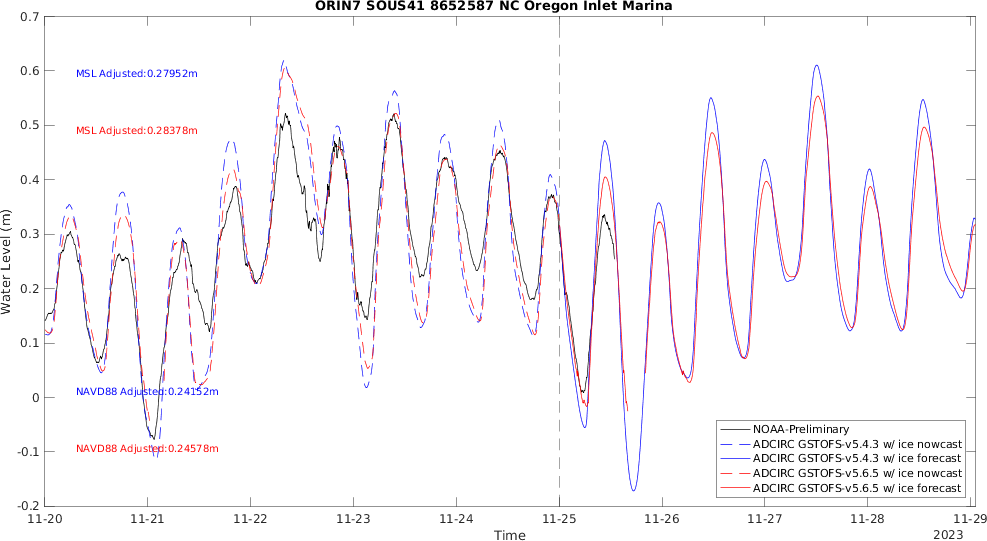 ORIN7 SOUS41 8652587 NC Oregon Inlet Marina
0.7
0.6
0.5
0.4
0.3
0.2
0.1
0
-0.1
-0.2
Water Level (m)
MSL Adjusted:0.27952m
MSL Adjusted:0.28378m
NAVD88 Adjusted:0.24152m
NAVD88 Adjusted:0.24578m
NOAA-Preliminary
ADCIRC GSTOFS-v5.4.3 w/ ice nowcast
ADCIRC GSTOFS-v5.4.3 w/ ice forecast
ADCIRC GSTOFS-v5.6.5 w/ ice nowcast
ADCIRC GSTOFS-v5.6.5 w/ ice forecast
11-20 11-21 11-22 11-23 11-24 11-25 11-26 11-27 11-28 11-29
Time
2023